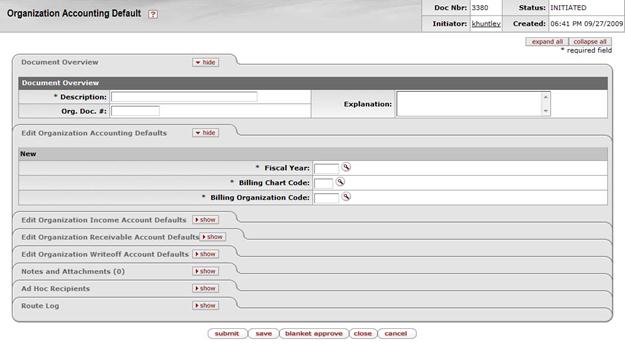 Organization Accounting Default ?
Doc Nbr: 3380 Status: INITIATED
Initiator: khuntley Created: 06:41 PM 09/27/2009
expand all collapse all
* required field
Document Overview hide
Document Overview
* Description: Explanation:
Org. Doc. #:
Edit Organization Accounting Defaults hide
New
* Fiscal Year:
* Billing Chart Code:
* Billing Organization Code:
Edit Organization Income Account Defaults show
Edit Organization Receivable Account Defaults show
Edit Organization Writeoff Account Defaults show
Notes and Attachments (0) show
Ad Hoc Recipients show
Route Log show
submit save blanket approve close cancel